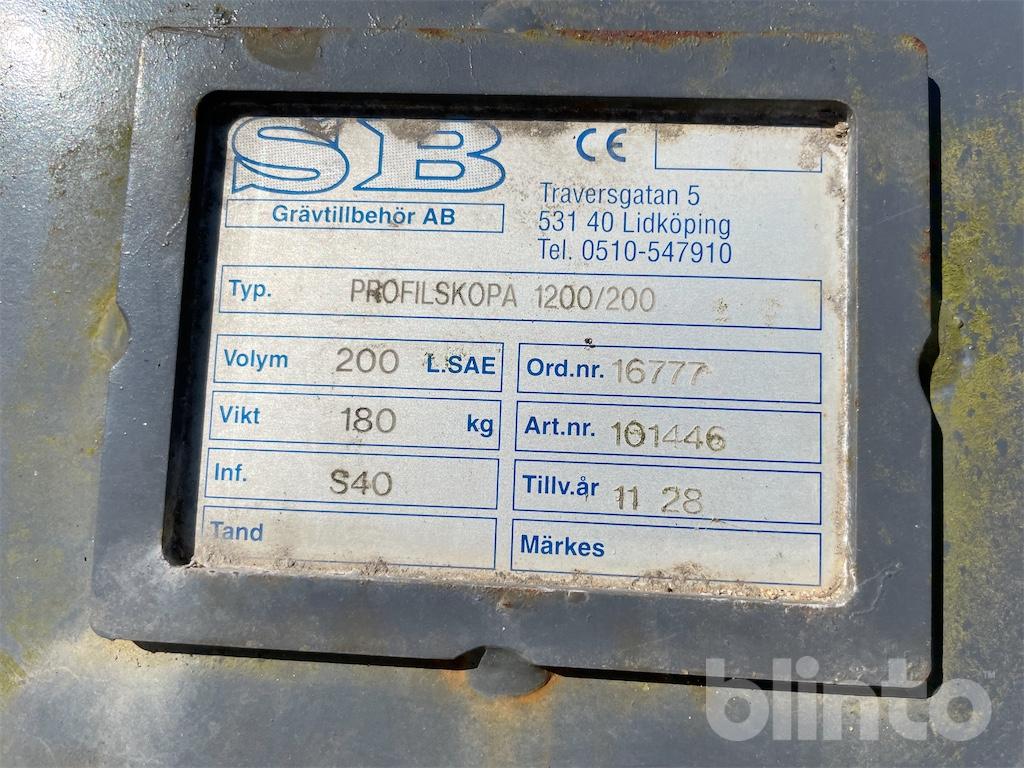 SB
CE
Grävtillbehör AB
Traversgatan 5
531 40 Lidköping
Tel. 0510-547910
Typ. PROFILSKOPA 1200/200
Volym 200 L.SAE
Ord.nr. 16777
Vikt 180 kg
Art.nr. 101446
Inf. S40
Tillv.år 11 28
Tand
Märkes
blinto™